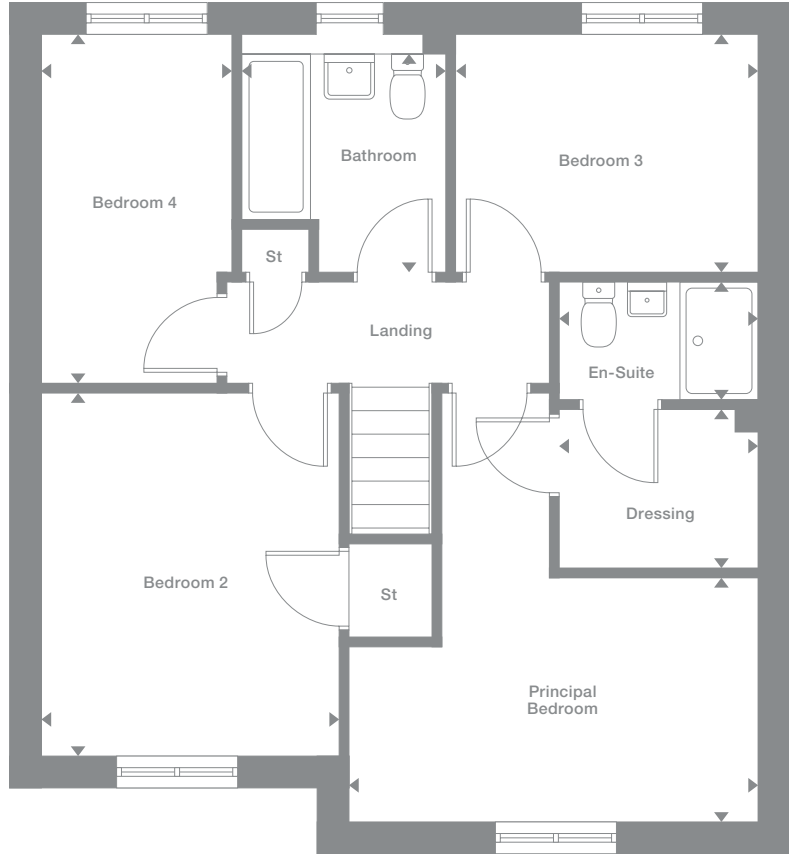 Bathroom
Bedroom 3
Bedroom 4
St
Landing
En-Suite
Dressing
Bedroom 2
St
Principal
Bedroom